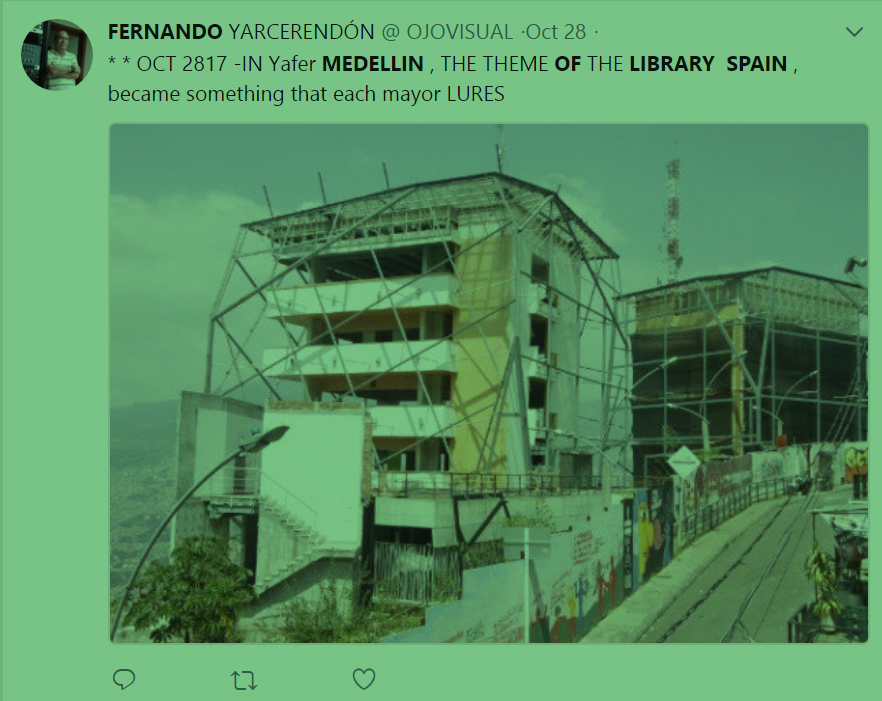 FERNANDO YARCERENDÓN @ OJOVISUAL ·Oct 28 ·
* * OCT 2817 -IN Yafer MEDELLIN , THE THEME OF THE LIBRARY SPAIN ,
became something that each mayor LURES